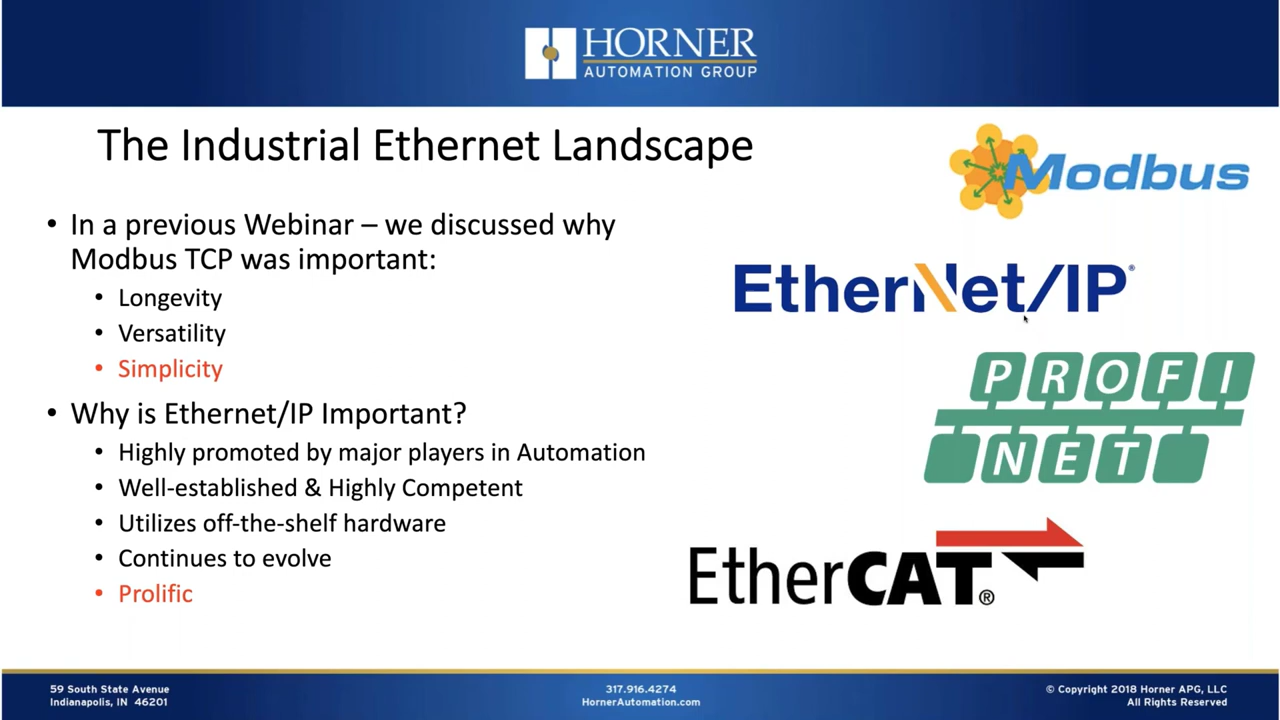 HORNER
AUTOMATION GROUP
The Industrial Ethernet Landscape
• In a previous Webinar – we discussed why
Modbus TCP was important:
• Longevity
• Versatility
• Simplicity
• Why is Ethernet/IP Important?
• Highly promoted by major players in Automation
• Well-established & Highly Competent
• Utilizes off-the-shelf hardware
• Continues to evolve
• Prolific
Modbus
EtherNet/IP®
PROFI
NET
EtherCAT®
59 South State Avenue
Indianapolis, IN 46201
317.916.4274
HornerAutomation.com
© Copyright 2018 Horner APG, LLC
All Rights Reserved